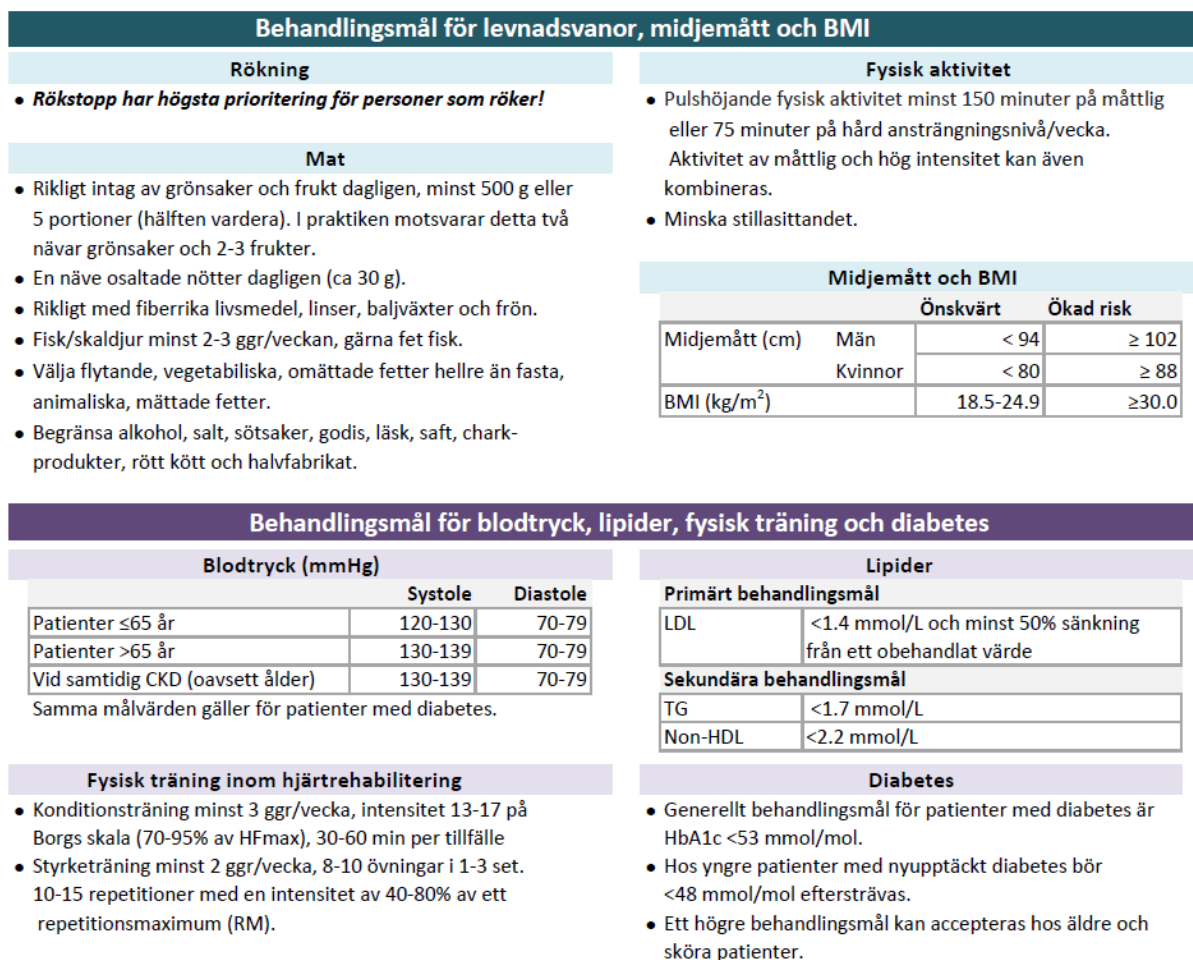 Behandlingsmål för levnadsvanor, midjemått och BMI
Rökning
• Rökstopp har högsta prioritering för personer som röker!
Mat
• Rikligt intag av grönsaker och frukt dagligen, minst 500 g eller
5 portioner (hälften vardera). I praktiken motsvarar detta två
nävar grönsaker och 2-3 frukter.
• En näve osaltade nötter dagligen (ca 30 g).
• Rikligt med fiberrika livsmedel, linser, baljväxter och frön.
• Fisk/skaldjur minst 2-3 ggr/veckan, gärna fet fisk.
• Välja flytande, vegetabiliska, omättade fetter hellre än fasta,
animaliska, mättade fetter.
• Begränsa alkohol, salt, sötsaker, godis, läsk, saft, chark-
produkter, rött kött och halvfabrikat.
Fysisk aktivitet
• Pulshöjande fysisk aktivitet minst 150 minuter på måttlig
eller 75 minuter på hård ansträngningsnivå/vecka.
Aktivitet av måttlig och hög intensitet kan även
kombineras.
• Minska stillasittandet.
Midjemått och BMI
Önskvärt Ökad risk
Midjemått (cm) Män < 94 ≥ 102
Kvinnor < 80 ≥ 88
BMI (kg/m²) 18.5-24.9 ≥30.0
Behandlingsmål för blodtryck, lipider, fysisk träning och diabetes
Blodtryck (mmHg)
Systole Diastole
Patienter ≤65 år 120-130 70-79
Patienter >65 år 130-139 70-79
Vid samtidig CKD (oavsett ålder) 130-139 70-79
Samma målvärden gäller för patienter med diabetes.
Lipider
Primärt behandlingsmål
LDL <1.4 mmol/L och minst 50% sänkning
från ett obehandlat värde
Sekundära behandlingsmål
TG <1.7 mmol/L
Non-HDL <2.2 mmol/L
Fysisk träning inom hjärtrehabilitering
• Konditionsträning minst 3 ggr/vecka, intensitet 13-17 på
Borgs skala (70-95% av HFmax), 30-60 min per tillfälle
• Styrketräning minst 2 ggr/vecka, 8-10 övningar i 1-3 set.
10-15 repetitioner med en intensitet av 40-80% av ett
repetitionsmaximum (RM).
Diabetes
• Generellt behandlingsmål för patienter med diabetes är
HbA1c <53 mmol/mol.
• Hos yngre patienter med nyupptäckt diabetes bör
<48 mmol/mol eftersträvas.
• Ett högre behandlingsmål kan accepteras hos äldre och
sköra patienter.